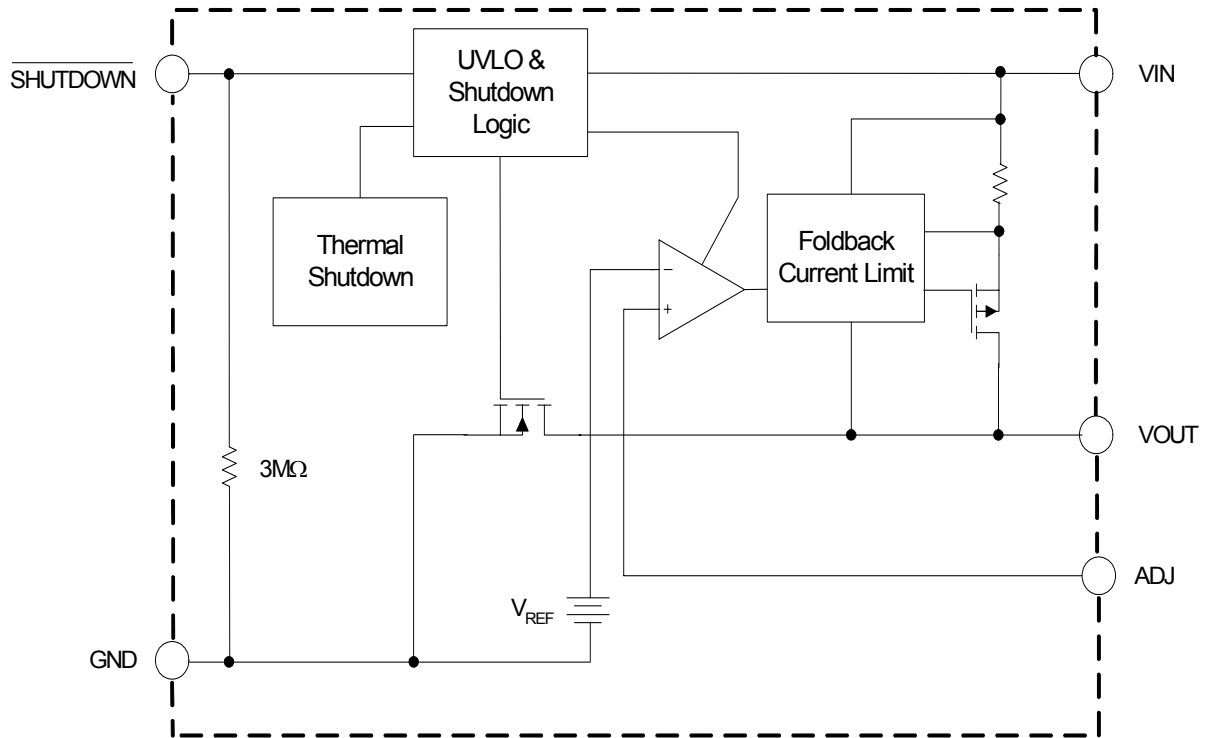 SHUTDOWN
UVLO &
Shutdown
Logic
VIN
Thermal
Shutdown
−
+
Foldback
Current Limit
VOUT
3MΩ
ADJ
VREF
GND